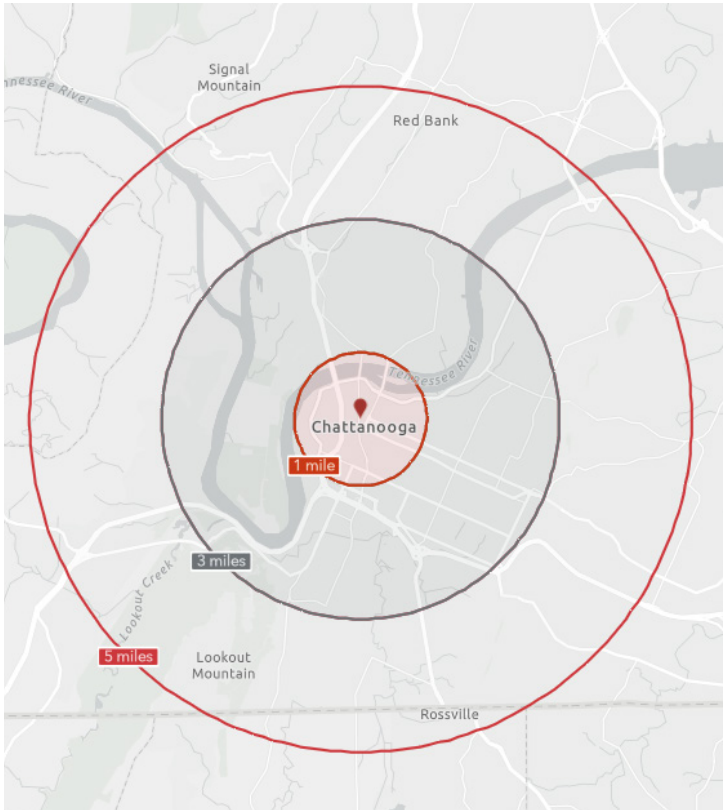 Signal
Mountain
nnessee River
Red Bank
Tennessee River
Chattanooga
1 mile
3 miles
Lookout Creek
5 miles
Lookout
Mountain
Rossville